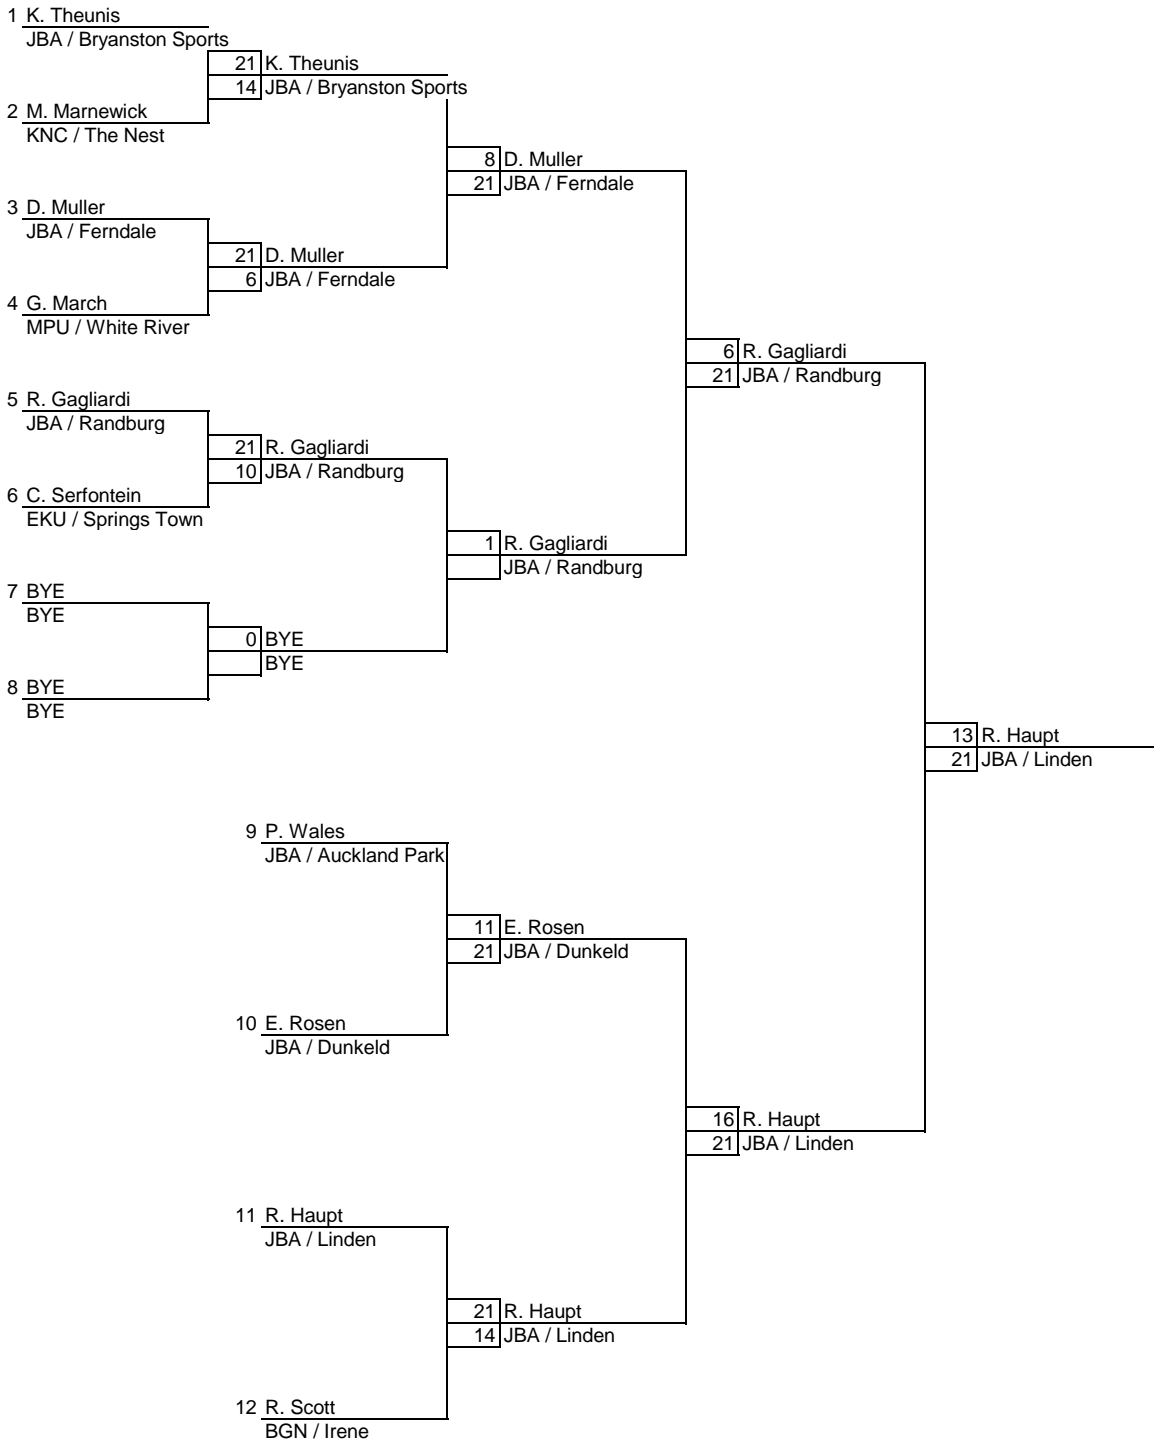 1 K. Theunis
JBA / Bryanston Sports
21 K. Theunis
14 JBA / Bryanston Sports
2 M. Marnewick
KNC / The Nest
8 D. Muller
21 JBA / Ferndale
3 D. Muller
JBA / Ferndale
21 D. Muller
6 JBA / Ferndale
4 G. March
MPU / White River
6 R. Gagliardi
21 JBA / Randburg
5 R. Gagliardi
JBA / Randburg
21 R. Gagliardi
10 JBA / Randburg
6 C. Serfontein
EKU / Springs Town
1 R. Gagliardi
JBA / Randburg
7 BYE
BYE
0 BYE
BYE
8 BYE
BYE
13 R. Haupt
21 JBA / Linden
9 P. Wales
JBA / Auckland Park
11 E. Rosen
21 JBA / Dunkeld
10 E. Rosen
JBA / Dunkeld
16 R. Haupt
21 JBA / Linden
11 R. Haupt
JBA / Linden
21 R. Haupt
14 JBA / Linden
12 R. Scott
BGN / Irene